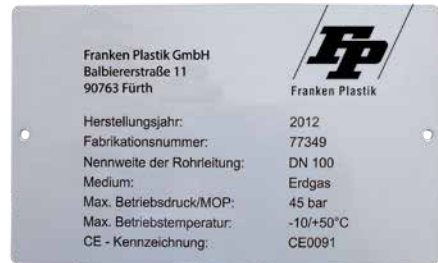 Franken Plastik GmbH
Balbiererstraße 11
90763 Fürth
FP
Franken Plastik
Herstellungsjahr: 2012
Fabrikationsnummer: 77349
Nennweite der Rohrleitung: DN 100
Medium: Erdgas
Max. Betriebsdruck/MOP: 45 bar
Max. Betriebstemperatur: -10/+50°C
CE - Kennzeichnung: CE0091